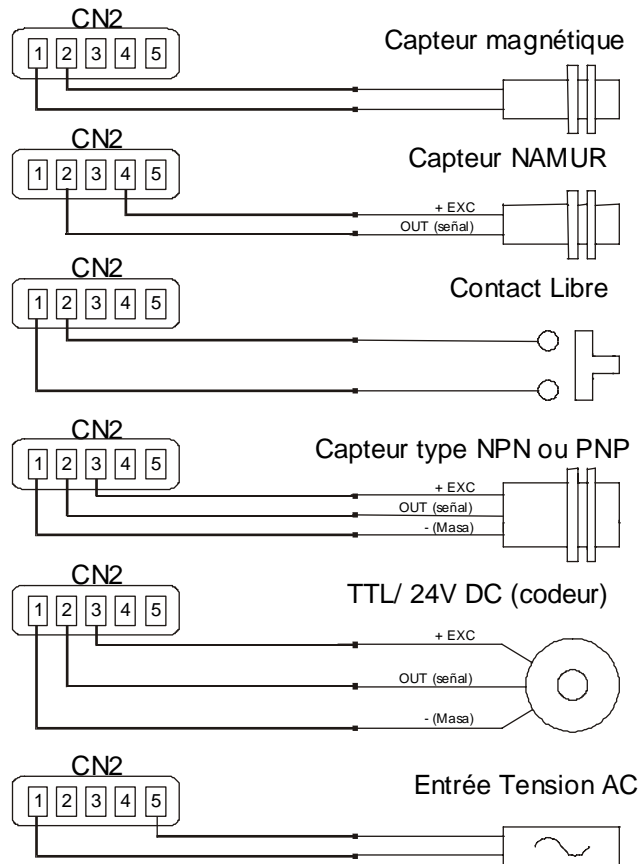 CN2
Capteur magnétique
1 2 3 4 5
CN2
Capteur NAMUR
1 2 3 4 5
+ EXC
OUT (señal)
CN2
Contact Libre
1 2 3 4 5
CN2
Capteur type NPN ou PNP
1 2 3 4 5
+ EXC
OUT (señal)
- (Masa)
CN2
TTL/ 24V DC (codeur)
1 2 3 4 5
+ EXC
OUT (señal)
- (Masa)
CN2
Entrée Tension AC
1 2 3 4 5